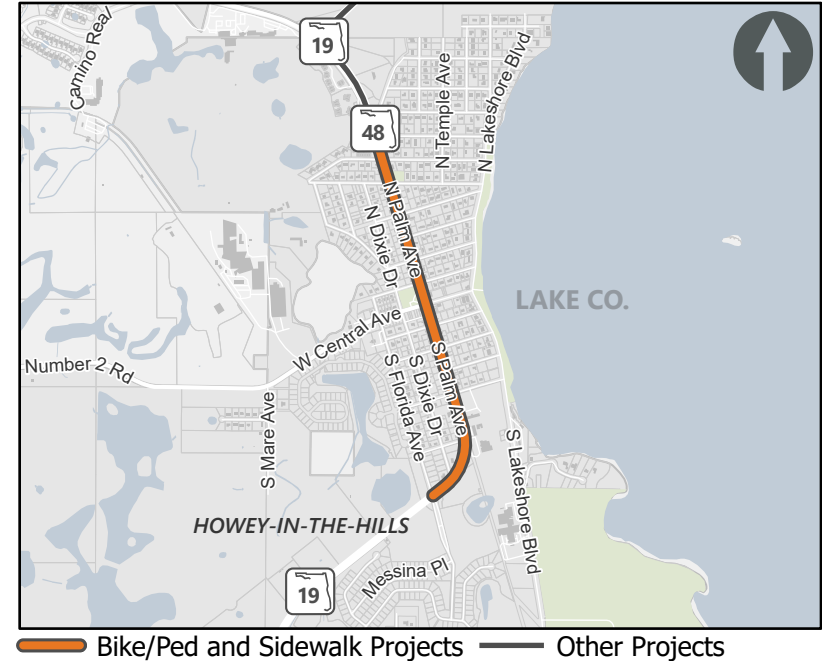 19
Camino Real
48
N Temple Ave
N Lakeshore Blvd
N Palm Ave
N Dixie Dr
LAKE CO.
W Central Ave
Number 2 Rd
S Palm Ave
S Dixie Dr
S Florida Ave
S Mare Ave
S Lakeshore Blvd
HOWEY-IN-THE-HILLS
Messina Pl
19
Bike/Ped and Sidewalk Projects
Other Projects